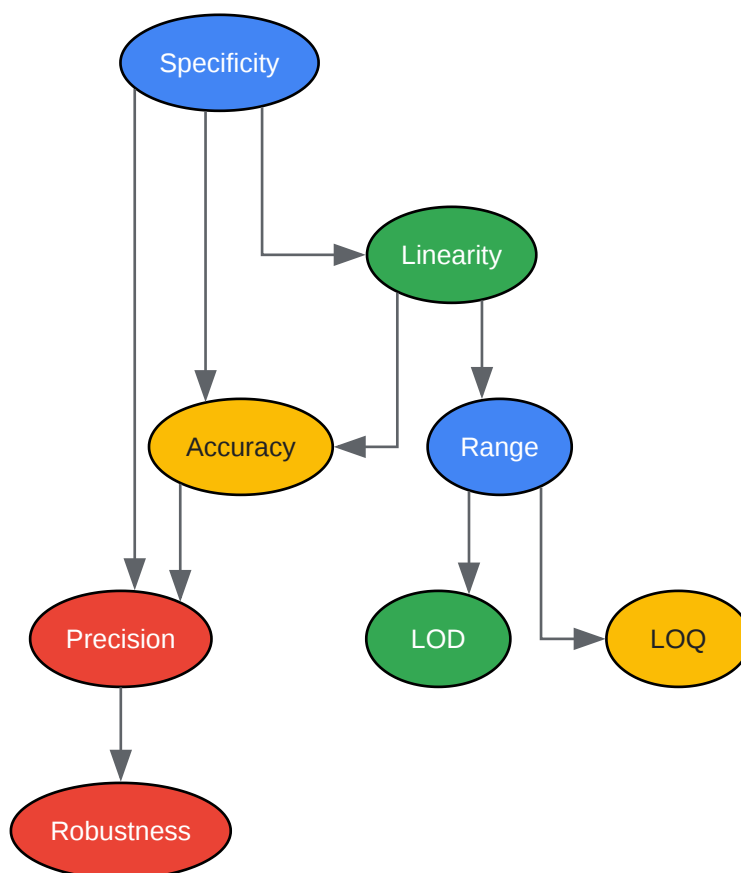 Specificity
Linearity
Accuracy
Range
Precision
LOD
LOQ
Robustness